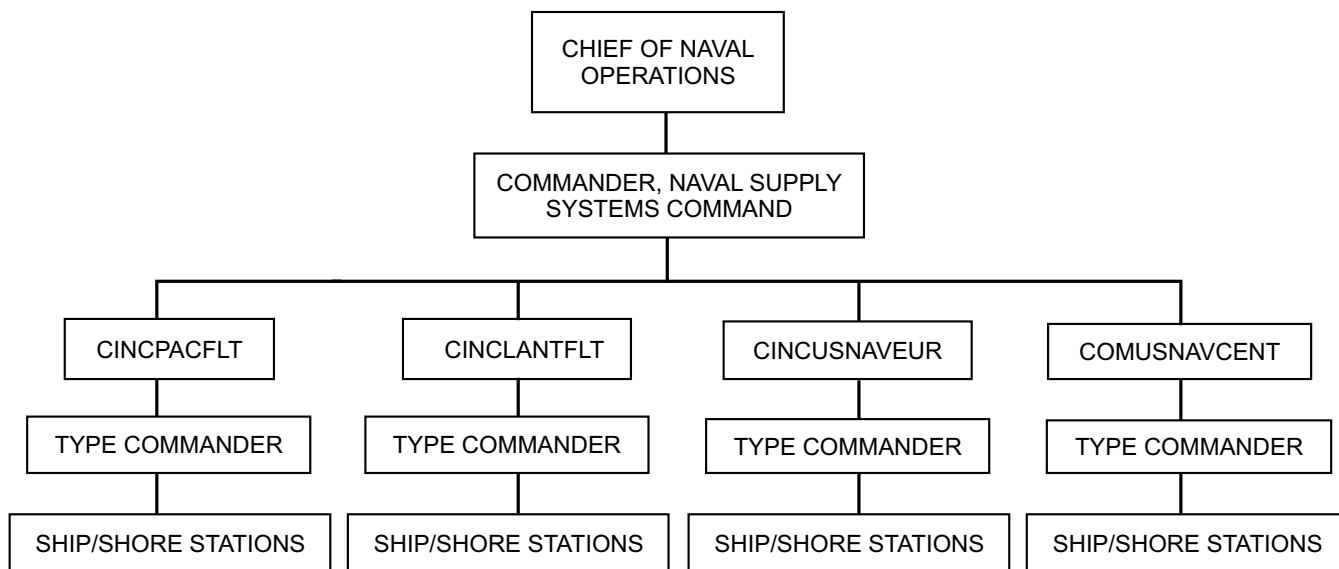 CHIEF OF NAVAL
OPERATIONS
COMMANDER, NAVAL SUPPLY
SYSTEMS COMMAND
CINCPACFLT
CINCLANTFLT
CINCUSNAVEUR
COMUSNAVCENT
TYPE COMMANDER
TYPE COMMANDER
TYPE COMMANDER
TYPE COMMANDER
SHIP/SHORE STATIONS
SHIP/SHORE STATIONS
SHIP/SHORE STATIONS
SHIP/SHORE STATIONS